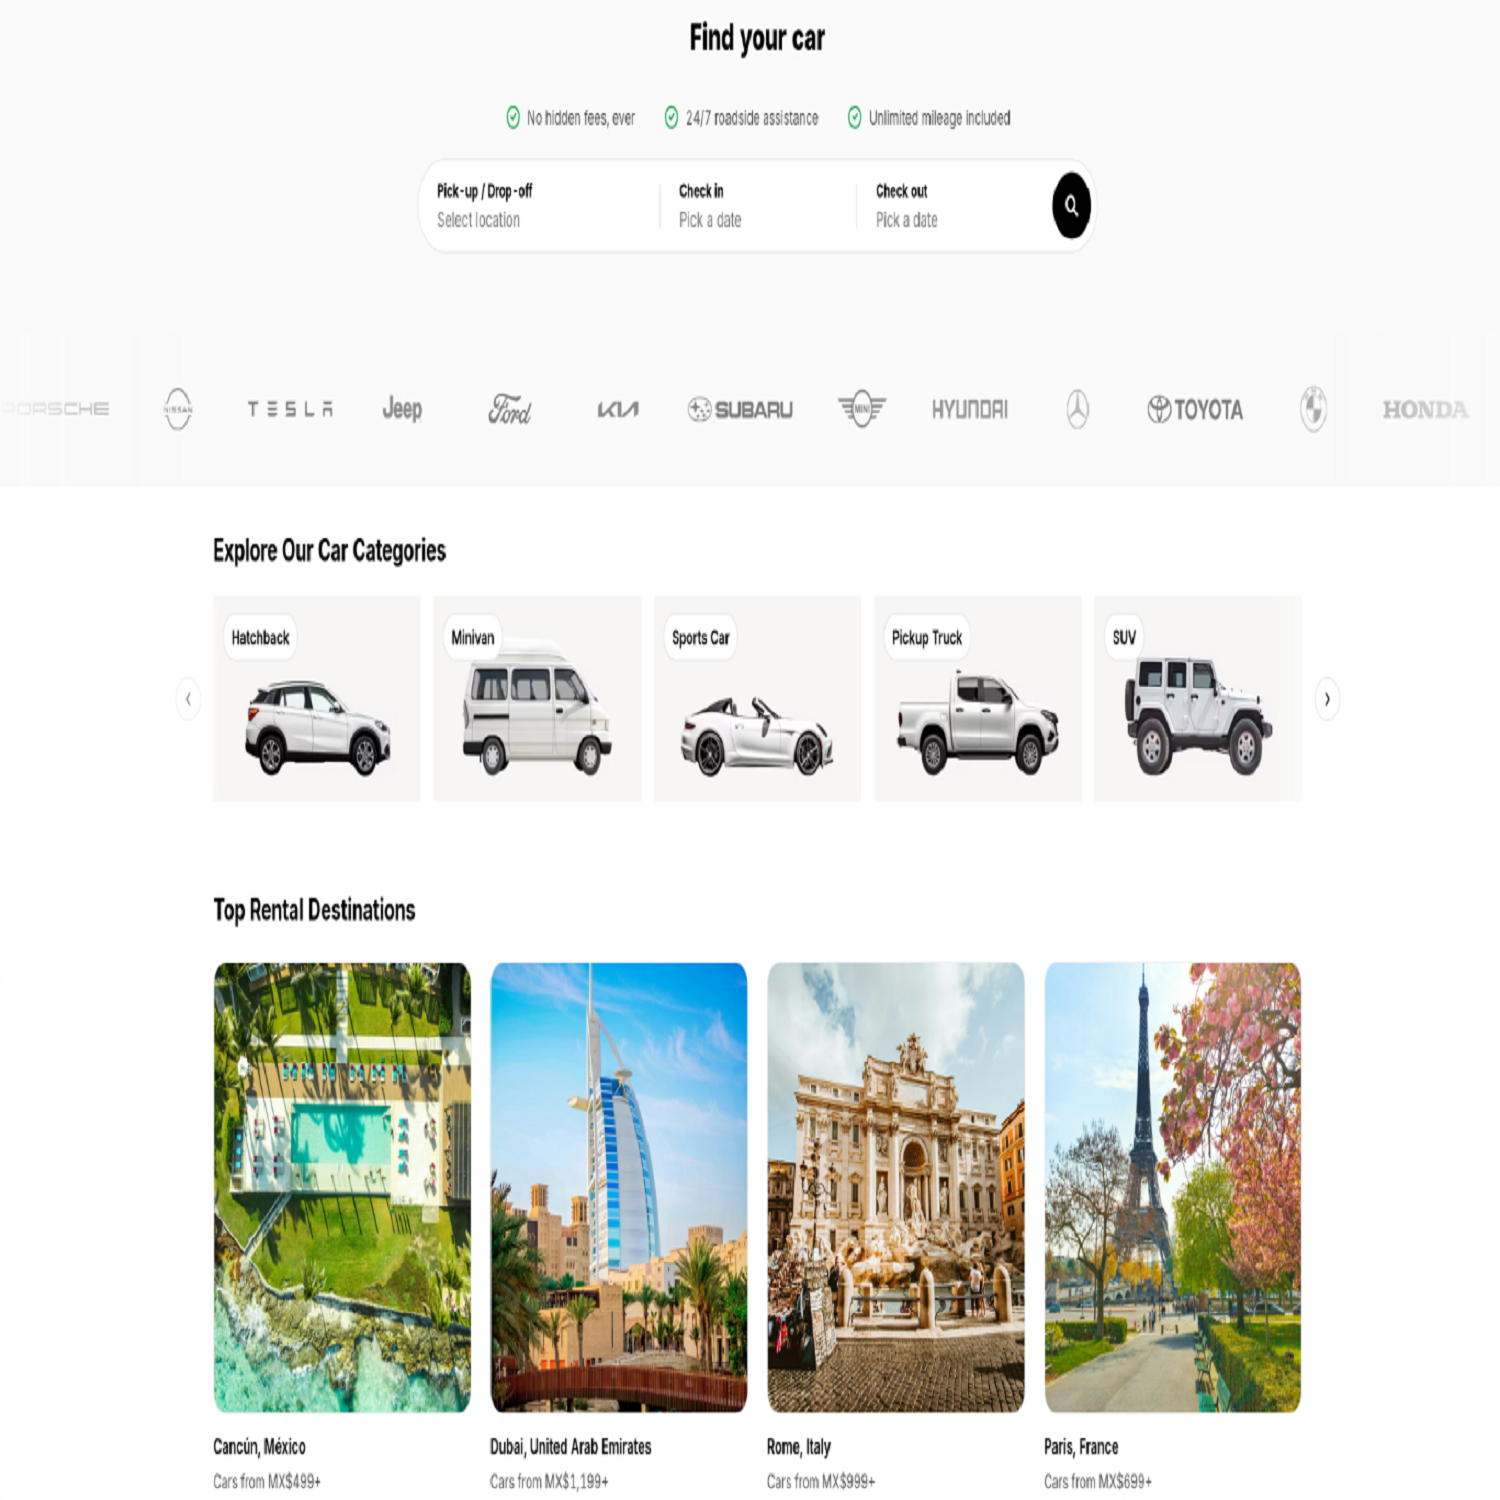 Find your car
No hidden fees, ever
24/7 roadside assistance
Unlimited mileage included
Pick-up / Drop-off
Select location
Check in
Pick a date
Check out
Pick a date
PORSCHE
NISSAN
TESLA
Jeep
Ford
KIA
SUBARU
MINI
HYUNDAI
TOYOTA
HONDA
Explore Our Car Categories
Hatchback
Minivan
Sports Car
Pickup Truck
SUV
Top Rental Destinations
Cancún, México
Cars from MX$499+
Dubai, United Arab Emirates
Cars from MX$1,199+
Rome, Italy
Cars from MX$999+
Paris, France
Cars from MX$699+